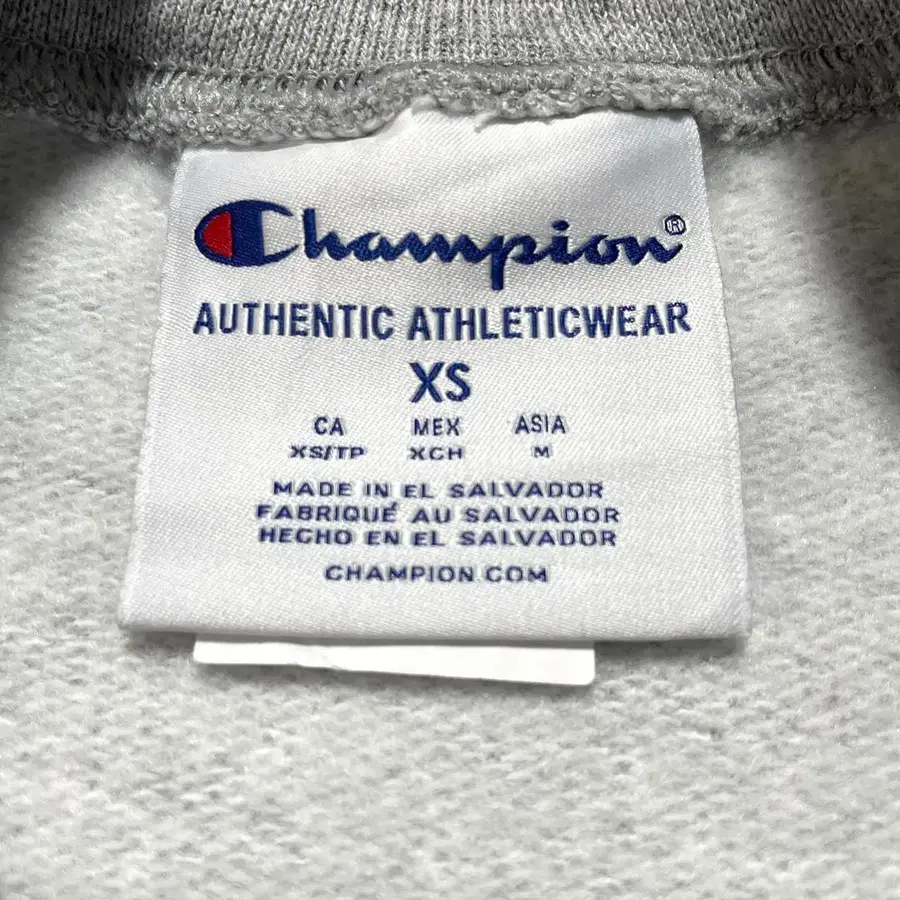 Champion®
AUTHENTIC ATHLETICWEAR
XS
CA MEX ASIA
XS/TP XCH M
MADE IN EL SALVADOR
FABRIQUÉ AU SALVADOR
HECHO EN EL SALVADOR
CHAMPION.COM